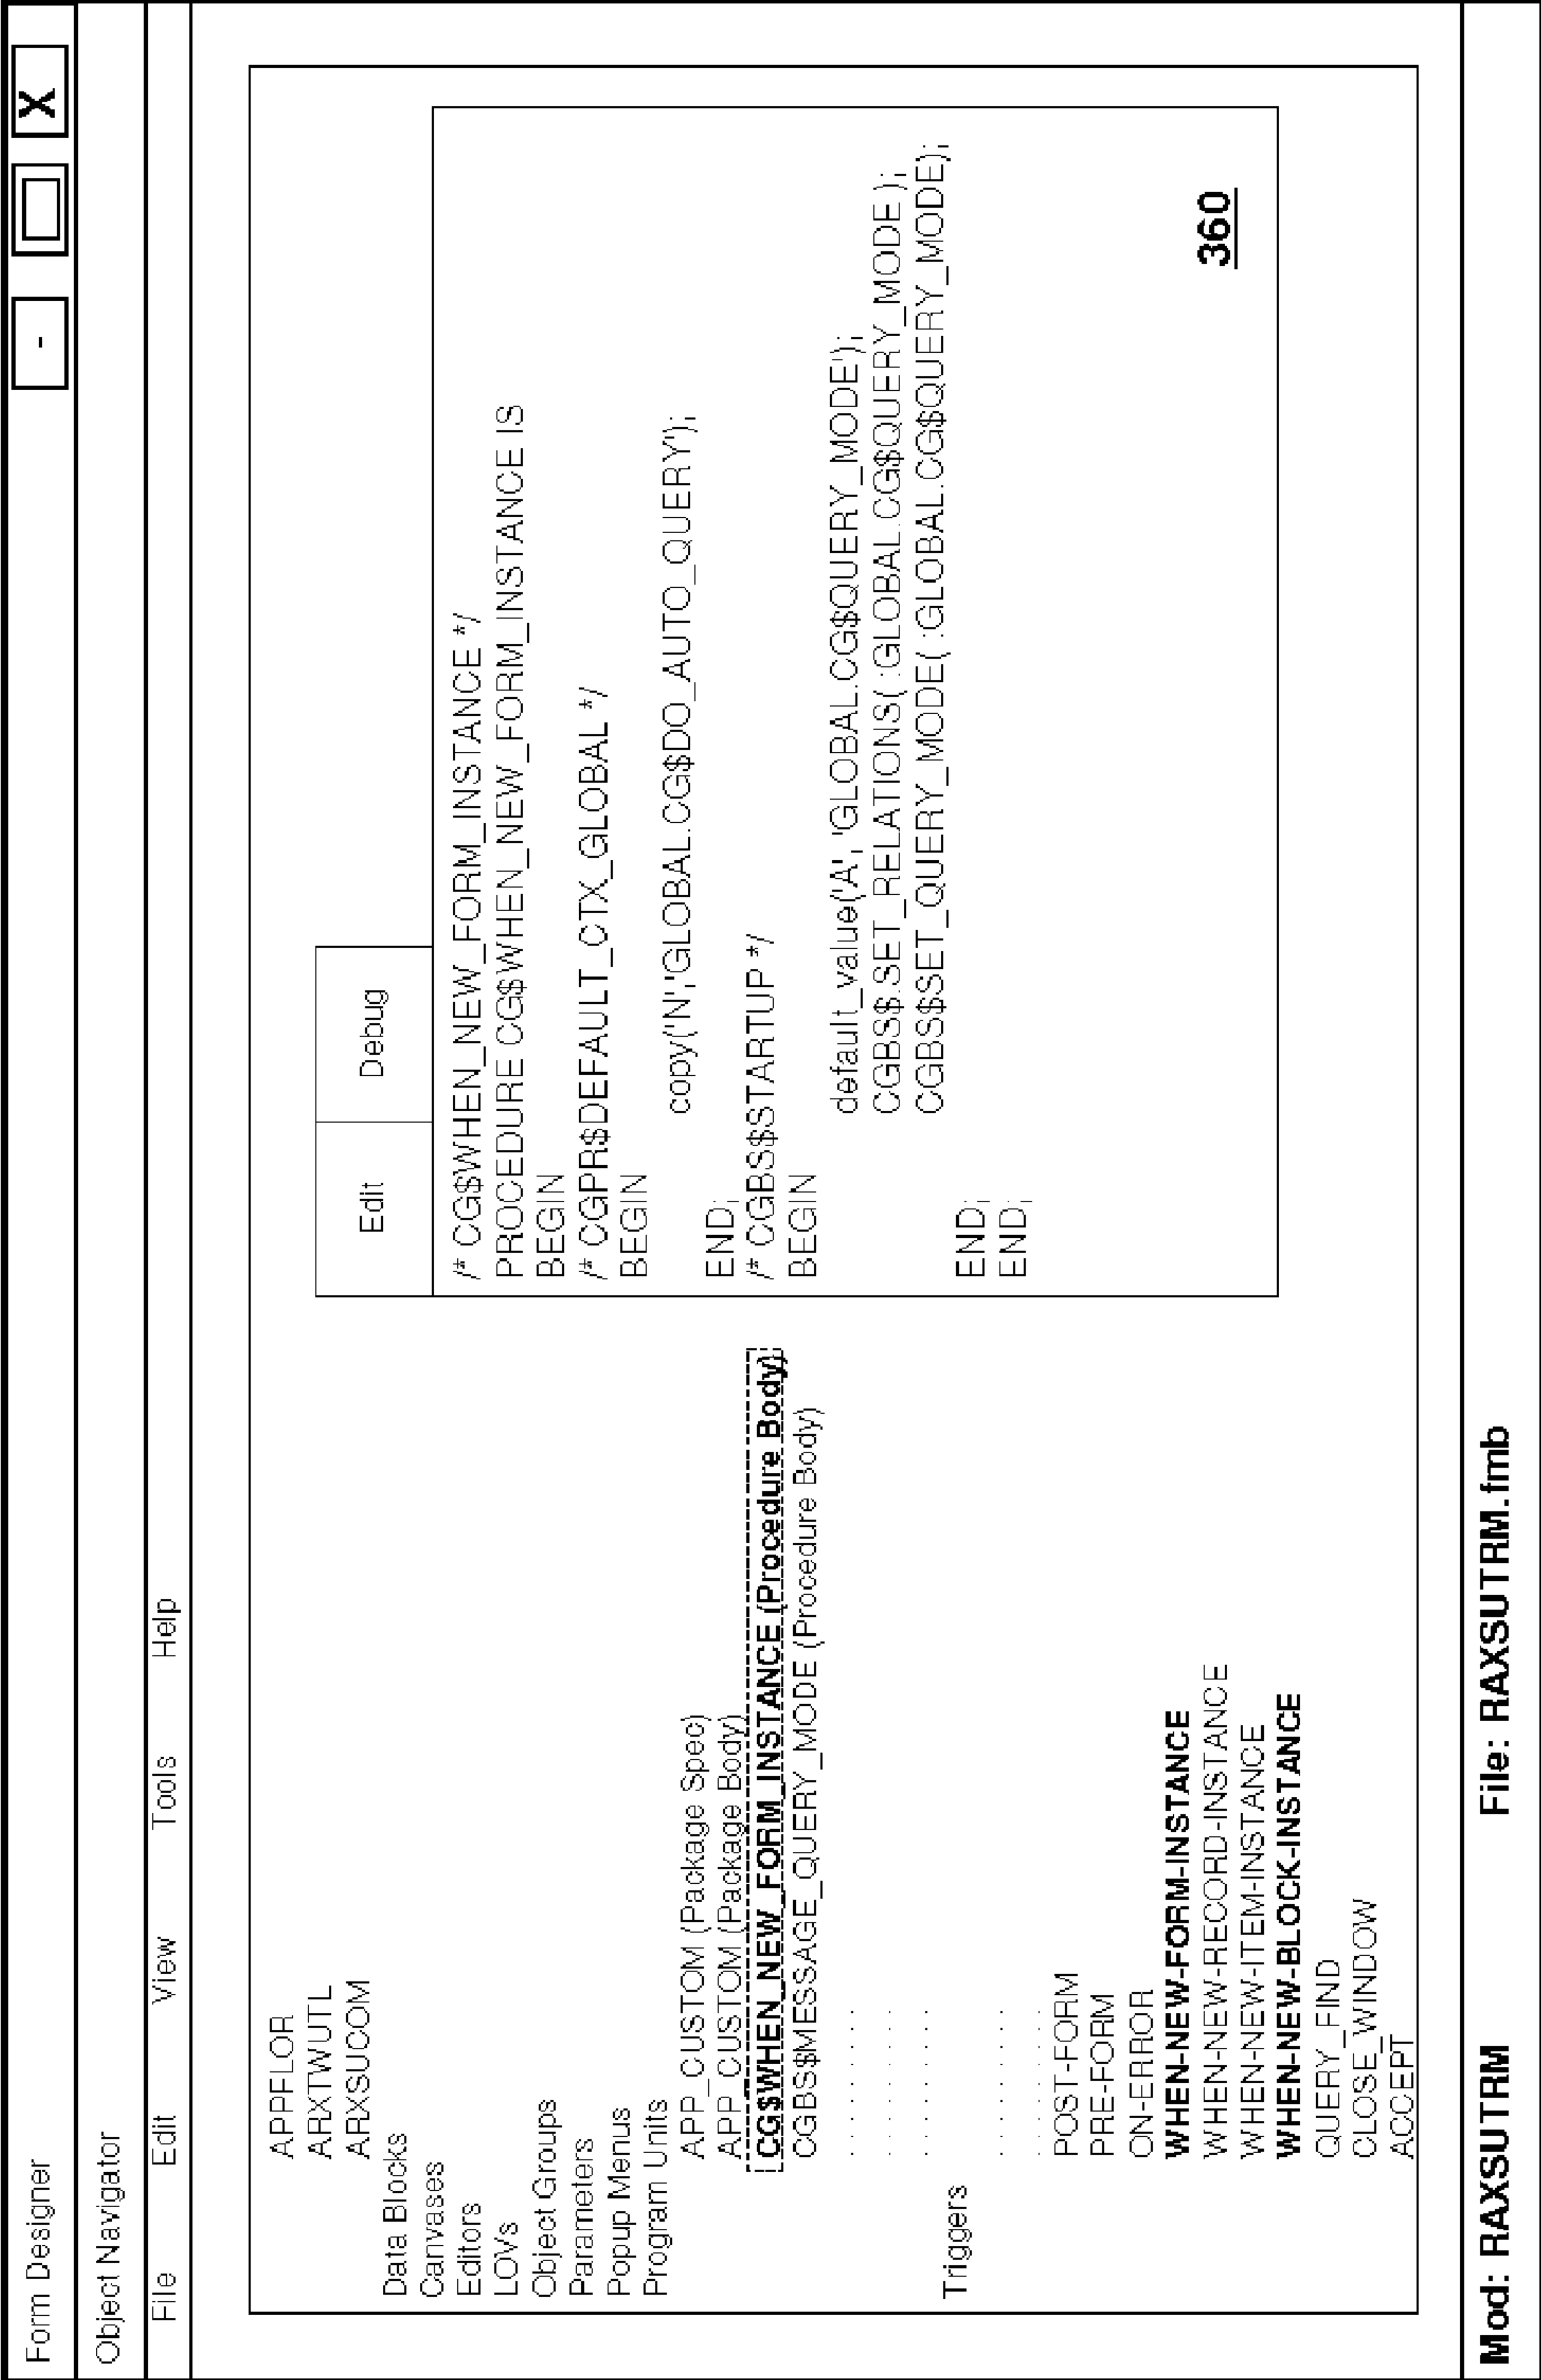 Form Designer
- X
Object Navigator
File Edit View Tools Help
APPFLOR
ARXTWUTL
ARXSUCOM
Data Blocks
Canvases
Editors
LOVs
Object Groups
Parameters
Popup Menus
Program Units
APP_CUSTOM (Package Spec)
APP_CUSTOM (Package Body)
CG$WHEN_NEW_FORM_INSTANCE (Procedure Body)
CGBS$MESSAGE_QUERY_MODE (Procedure Body)
. . . . . . . .
. . . . . . . .
. . . . . . . .
Triggers
. . . . . . . .
. . . . . . . .
POST-FORM
PRE-FORM
ON-ERROR
WHEN-NEW-FORM-INSTANCE
WHEN-NEW-RECORD-INSTANCE
WHEN-NEW-ITEM-INSTANCE
WHEN-NEW-BLOCK-INSTANCE
QUERY_FIND
CLOSE_WINDOW
ACCEPT
Edit Debug
/* CG$WHEN_NEW_FORM_INSTANCE */
PROCEDURE CG$WHEN_NEW_FORM_INSTANCE IS
BEGIN
/* CGPR$DEFAULT_CTX_GLOBAL */
BEGIN
copy('N','GLOBAL.CG$DO_AUTO_QUERY');
END;
/* CGBS$STARTUP */
BEGIN
default_value('A', 'GLOBAL.CG$QUERY_MODE');
CGBS$.SET_RELATIONS( :GLOBAL.CG$QUERY_MODE );
CGBS$SET_QUERY_MODE( :GLOBAL.CG$QUERY_MODE);
END;
END;
360
Mod: RAXSUTRM File: RAXSUTRM.fmb